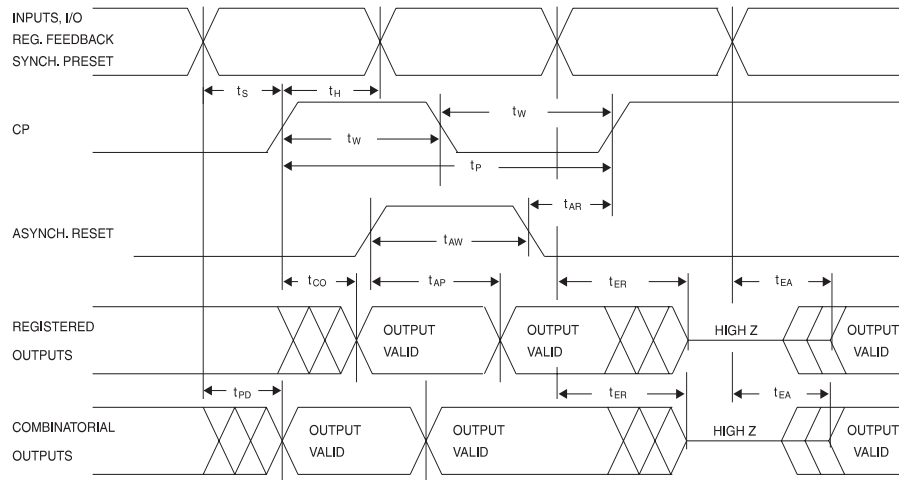 INPUTS, I/O
REG. FEEDBACK
SYNCH. PRESET
tS
tH
CP
tW
tW
tP
tAR
ASYNCH. RESET
tAW
tCO
tAP
tER
tEA
REGISTERED
OUTPUTS
OUTPUT
VALID
OUTPUT
VALID
HIGH Z
OUTPUT
VALID
tPD
tER
tEA
COMBINATORIAL
OUTPUTS
OUTPUT
VALID
OUTPUT
VALID
HIGH Z
OUTPUT
VALID